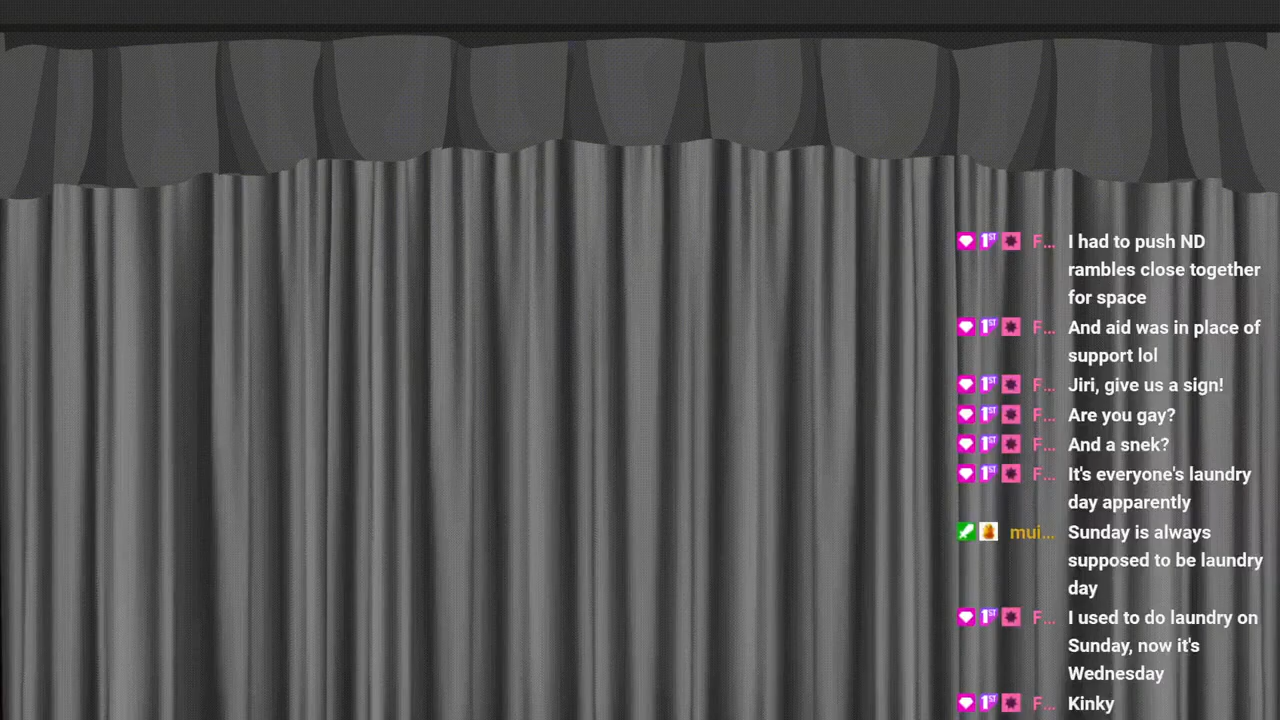 F... I had to push ND
rambles close together
for space
F... And aid was in place of
support lol
F... Jiri, give us a sign!
F... Are you gay?
F... And a snek?
F... It's everyone's laundry
day apparently
mui... Sunday is always
supposed to be laundry
day
F... I used to do laundry on
Sunday, now it's
Wednesday
F... Kinky